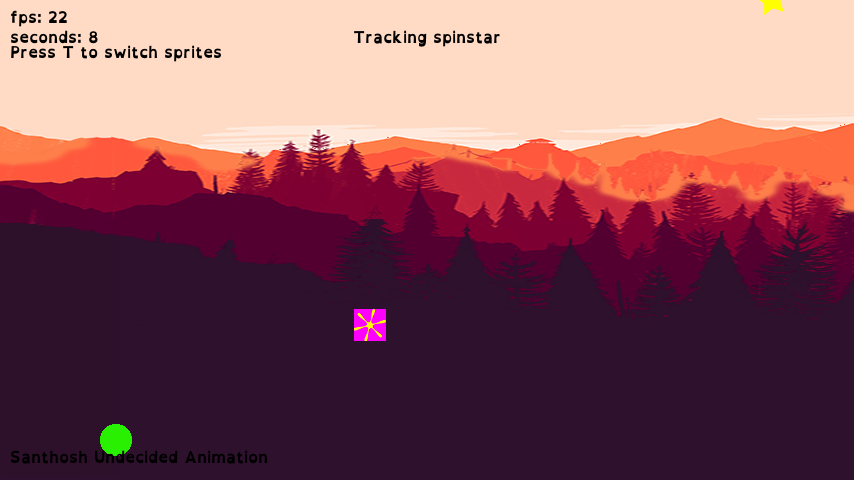 fps: 22
seconds: 8
Press T to switch sprites
Tracking spinstar
Santhosh Undecided Animation